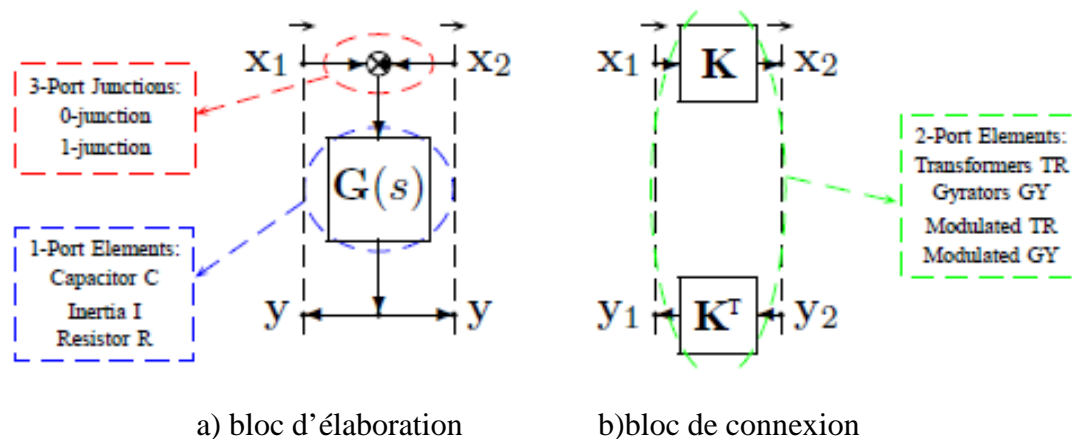 x₁
x₂
3-Port Junctions:
0-junction
1-junction
G(s)
1-Port Elements:
Capacitor C
Inertia I
Resistor R
y
y
x₁
K
x₂
2-Port Elements:
Transformers TR
Gyrators GY
Modulated TR
Modulated GY
y₁
Kᵀ
y₂
a) bloc d’élaboration
b)bloc de connexion